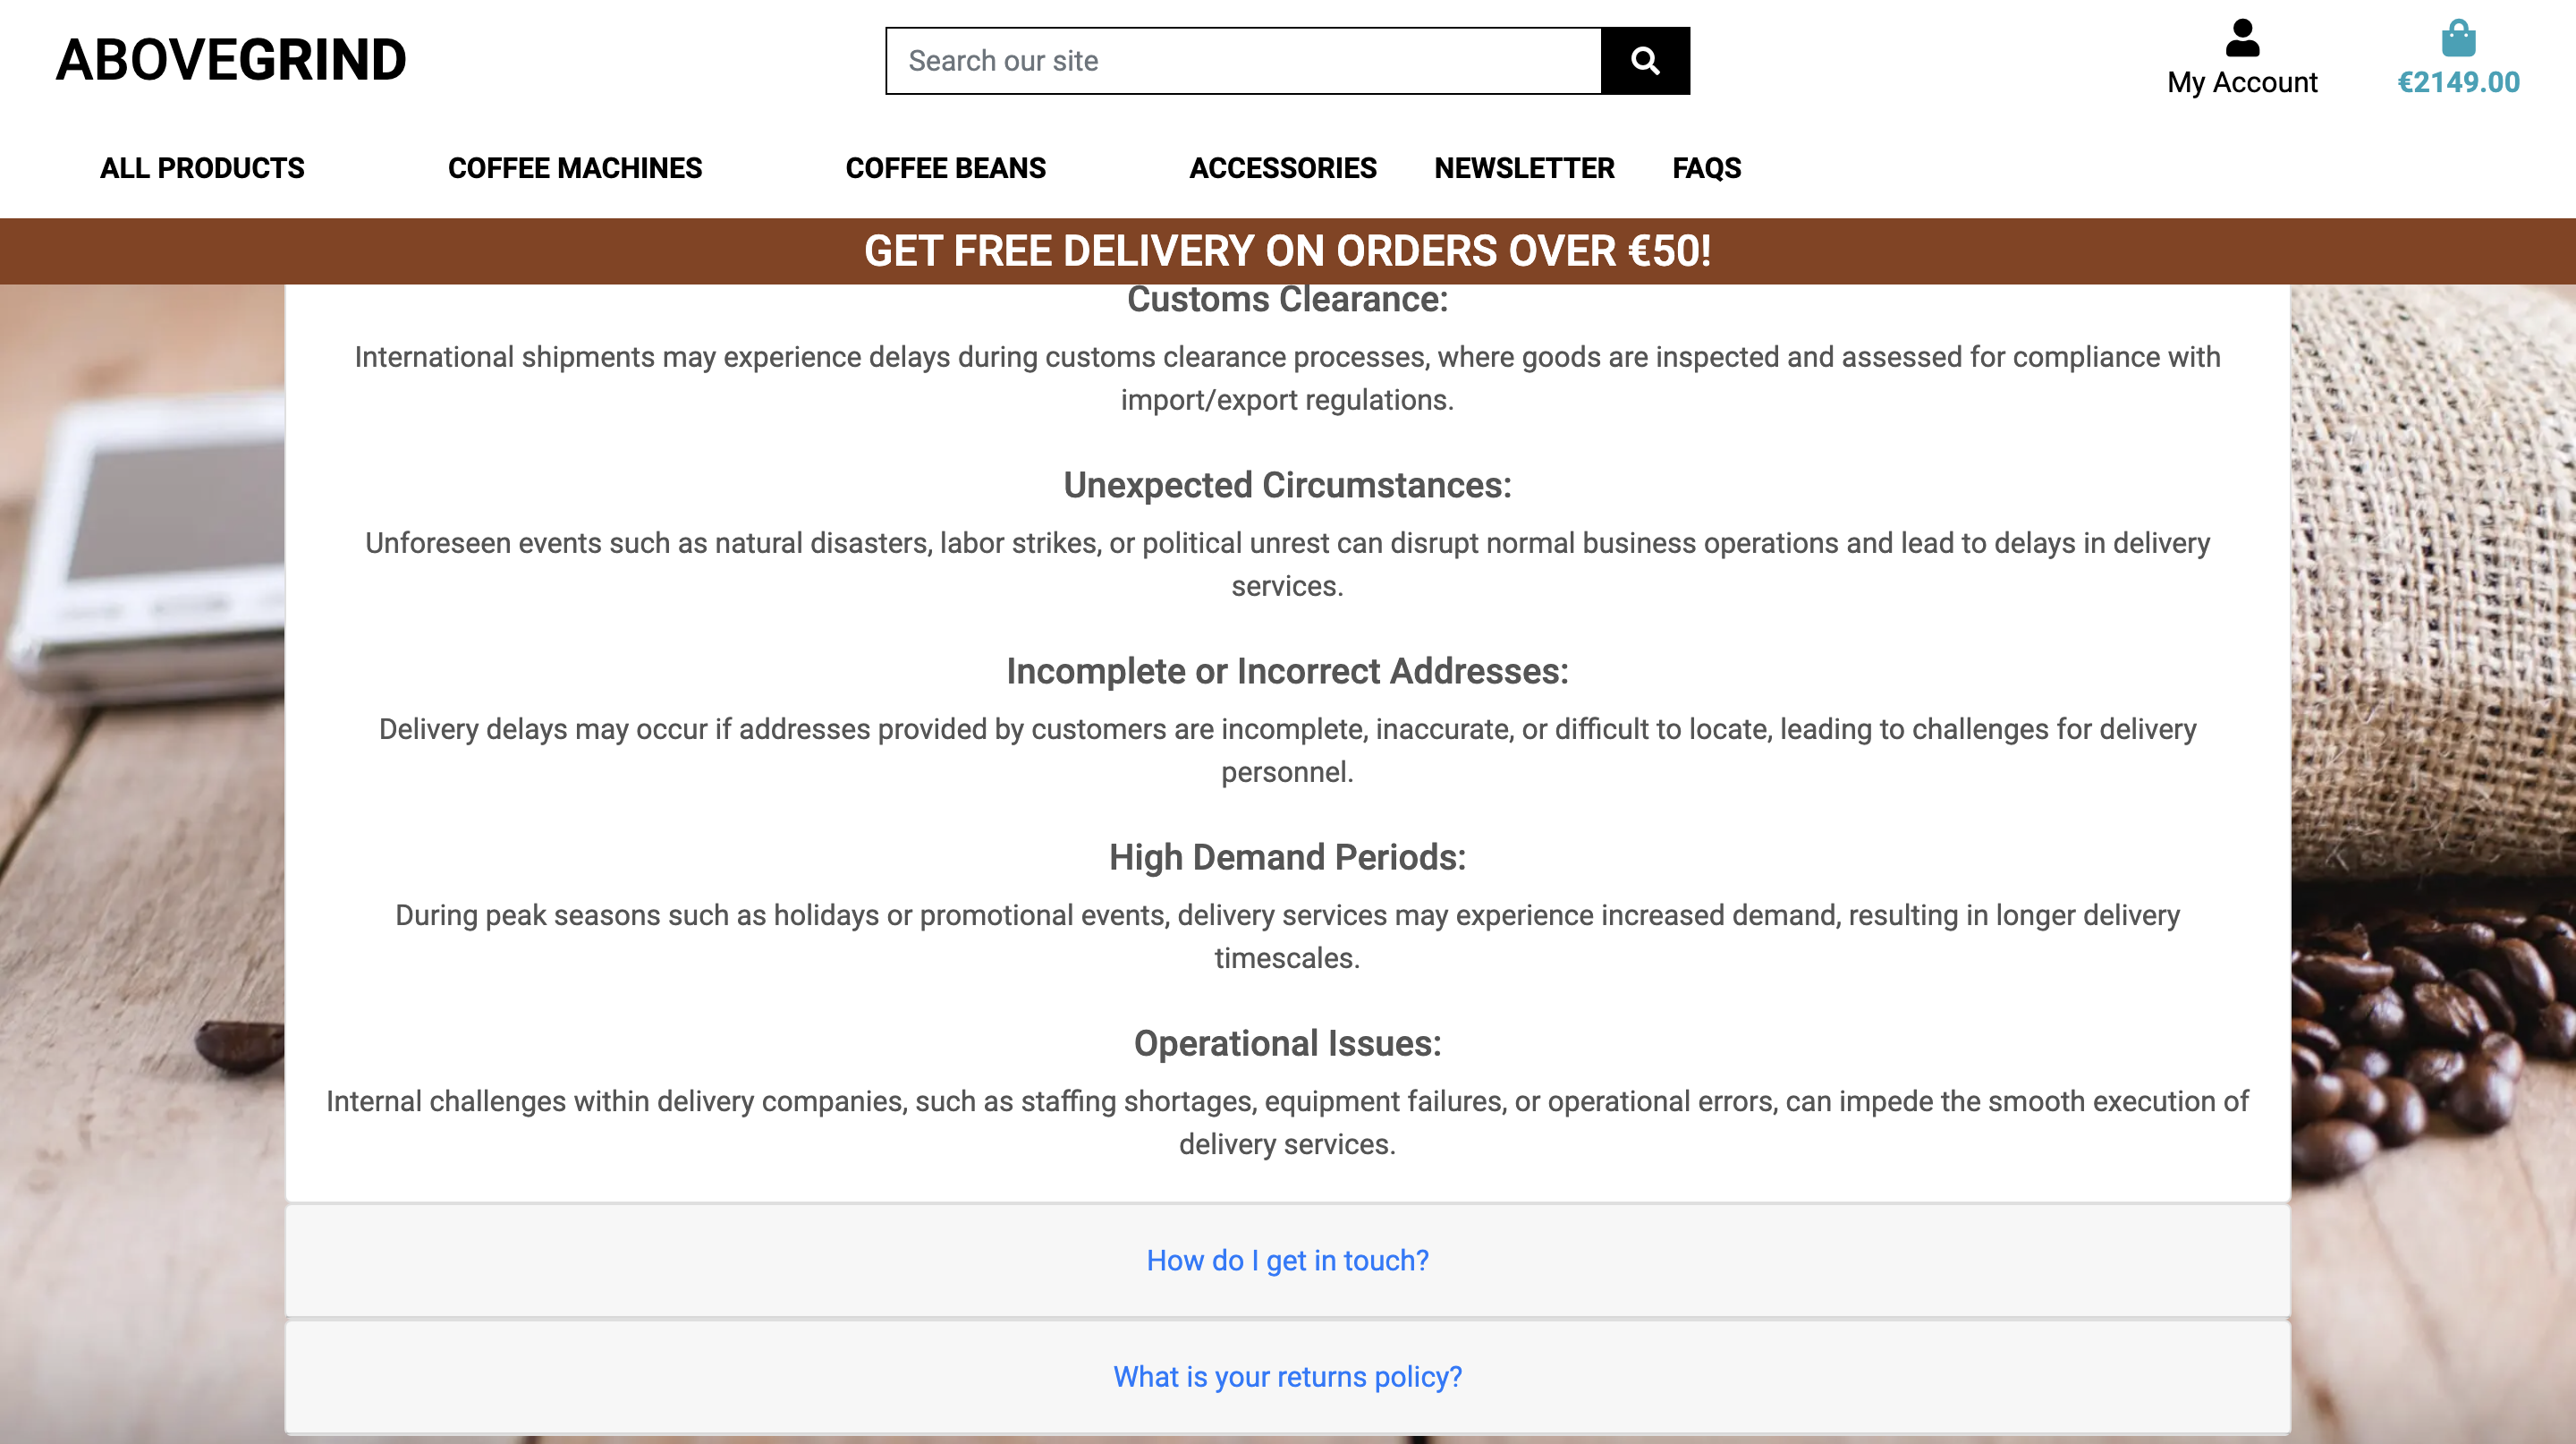 ABOVEGRIND
Search our site
My Account
€2149.00
ALL PRODUCTS
COFFEE MACHINES
COFFEE BEANS
ACCESSORIES
NEWSLETTER
FAQS
GET FREE DELIVERY ON ORDERS OVER €50!
Customs Clearance:
International shipments may experience delays during customs clearance processes, where goods are inspected and assessed for compliance with
import/export regulations.
Unexpected Circumstances:
Unforeseen events such as natural disasters, labor strikes, or political unrest can disrupt normal business operations and lead to delays in delivery
services.
Incomplete or Incorrect Addresses:
Delivery delays may occur if addresses provided by customers are incomplete, inaccurate, or difficult to locate, leading to challenges for delivery
personnel.
High Demand Periods:
During peak seasons such as holidays or promotional events, delivery services may experience increased demand, resulting in longer delivery
timescales.
Operational Issues:
Internal challenges within delivery companies, such as staffing shortages, equipment failures, or operational errors, can impede the smooth execution of
delivery services.
How do I get in touch?
What is your returns policy?